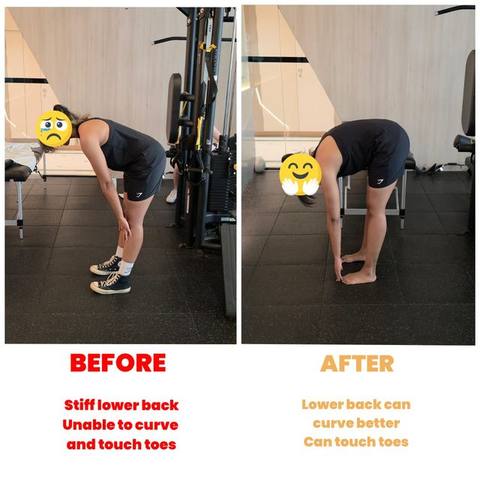 BEFORE
Stiff lower back
Unable to curve
and touch toes
AFTER
Lower back can
curve better
Can touch toes